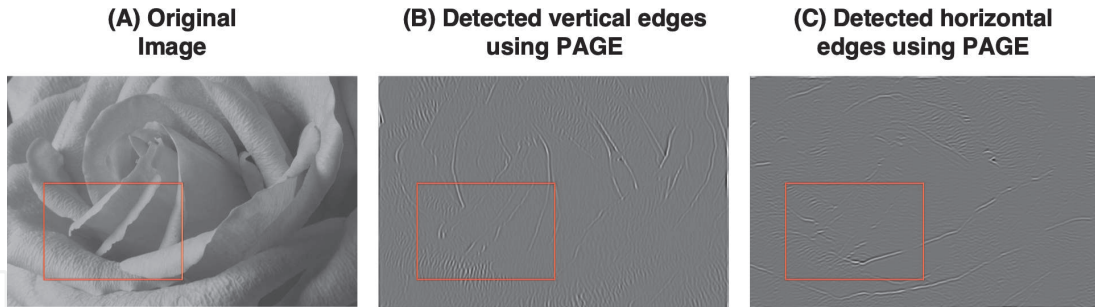 (A) Original
Image
(B) Detected vertical edges
using PAGE
(C) Detected horizontal
edges using PAGE